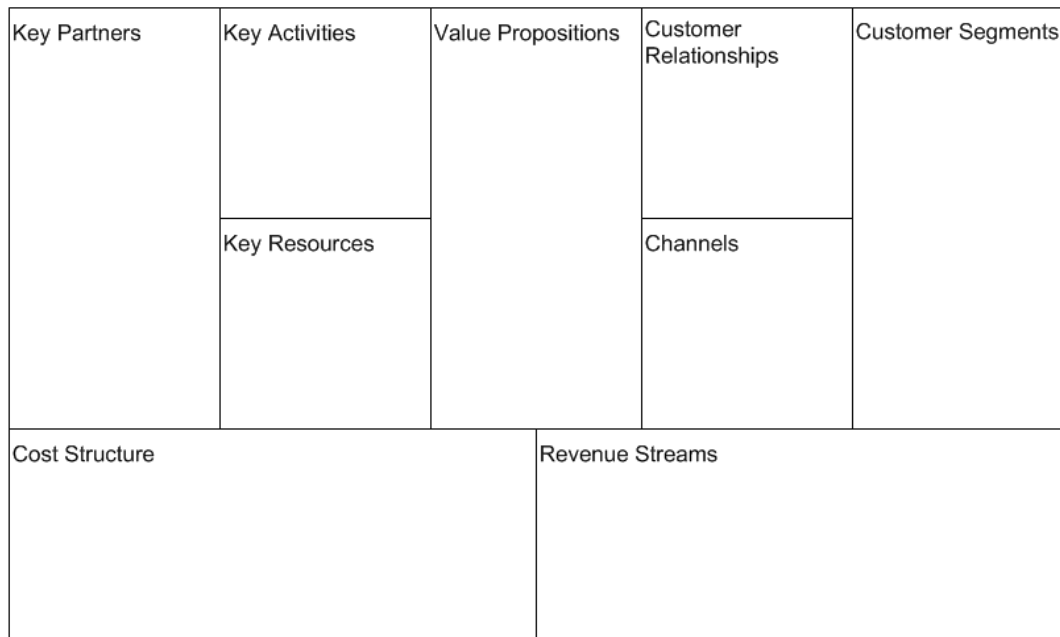 Key Partners
Key Activities
Value Propositions
Customer
Relationships
Customer Segments
Key Resources
Channels
Cost Structure
Revenue Streams